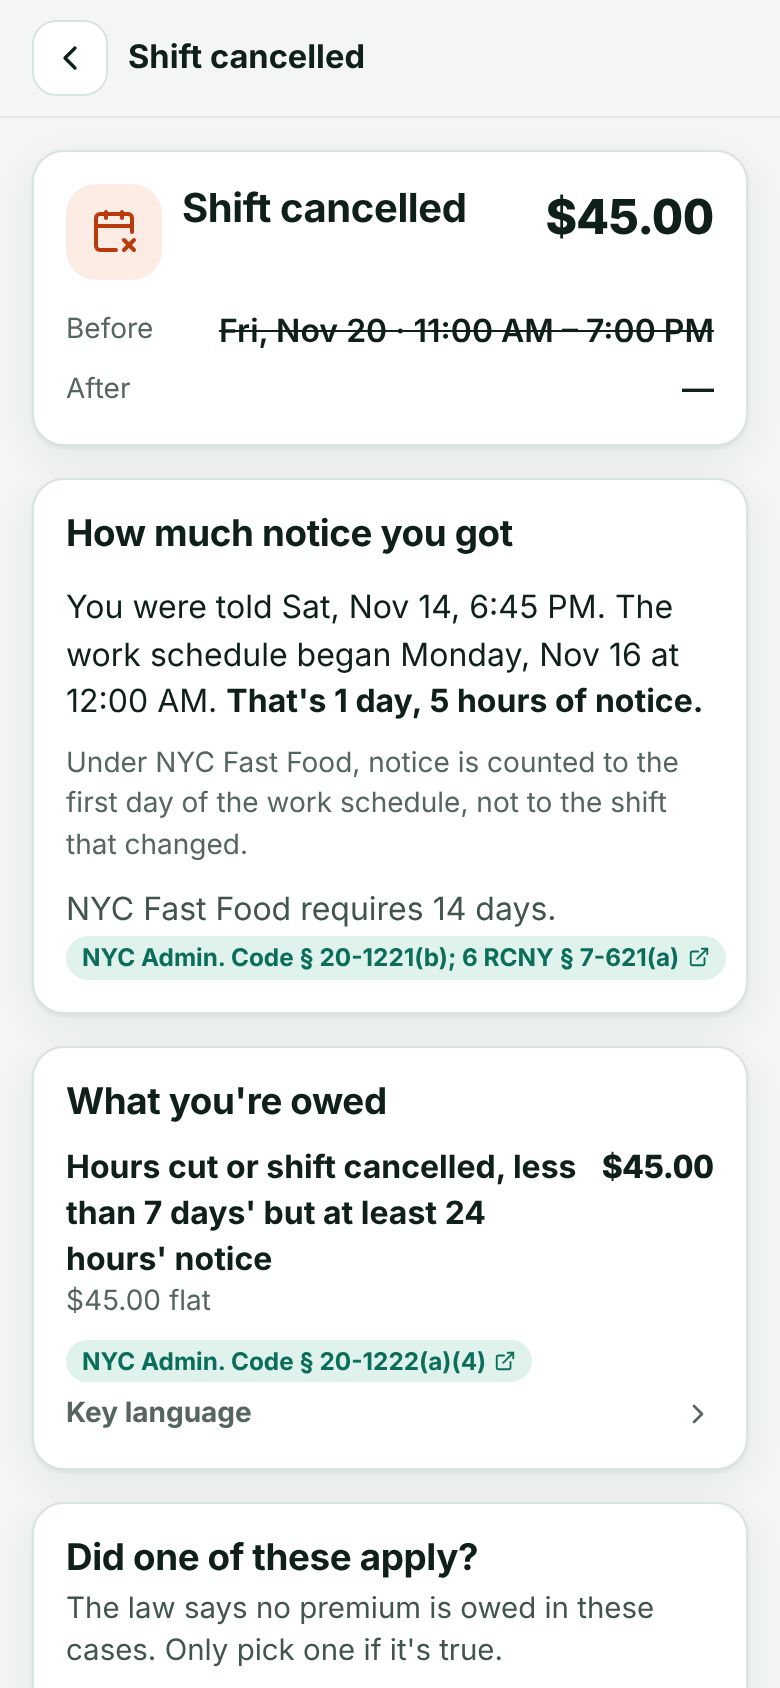 Shift cancelled
Shift cancelled
$45.00
Before
Fri, Nov 20 · 11:00 AM – 7:00 PM
After
—
How much notice you got
You were told Sat, Nov 14, 6:45 PM. The
work schedule began Monday, Nov 16 at
12:00 AM. That's 1 day, 5 hours of notice.
Under NYC Fast Food, notice is counted to the
first day of the work schedule, not to the shift
that changed.
NYC Fast Food requires 14 days.
NYC Admin. Code § 20-1221(b); 6 RCNY § 7-621(a)
What you're owed
Hours cut or shift cancelled, less
than 7 days' but at least 24
hours' notice
$45.00
$45.00 flat
NYC Admin. Code § 20-1222(a)(4)
Key language
Did one of these apply?
The law says no premium is owed in these
cases. Only pick one if it's true.